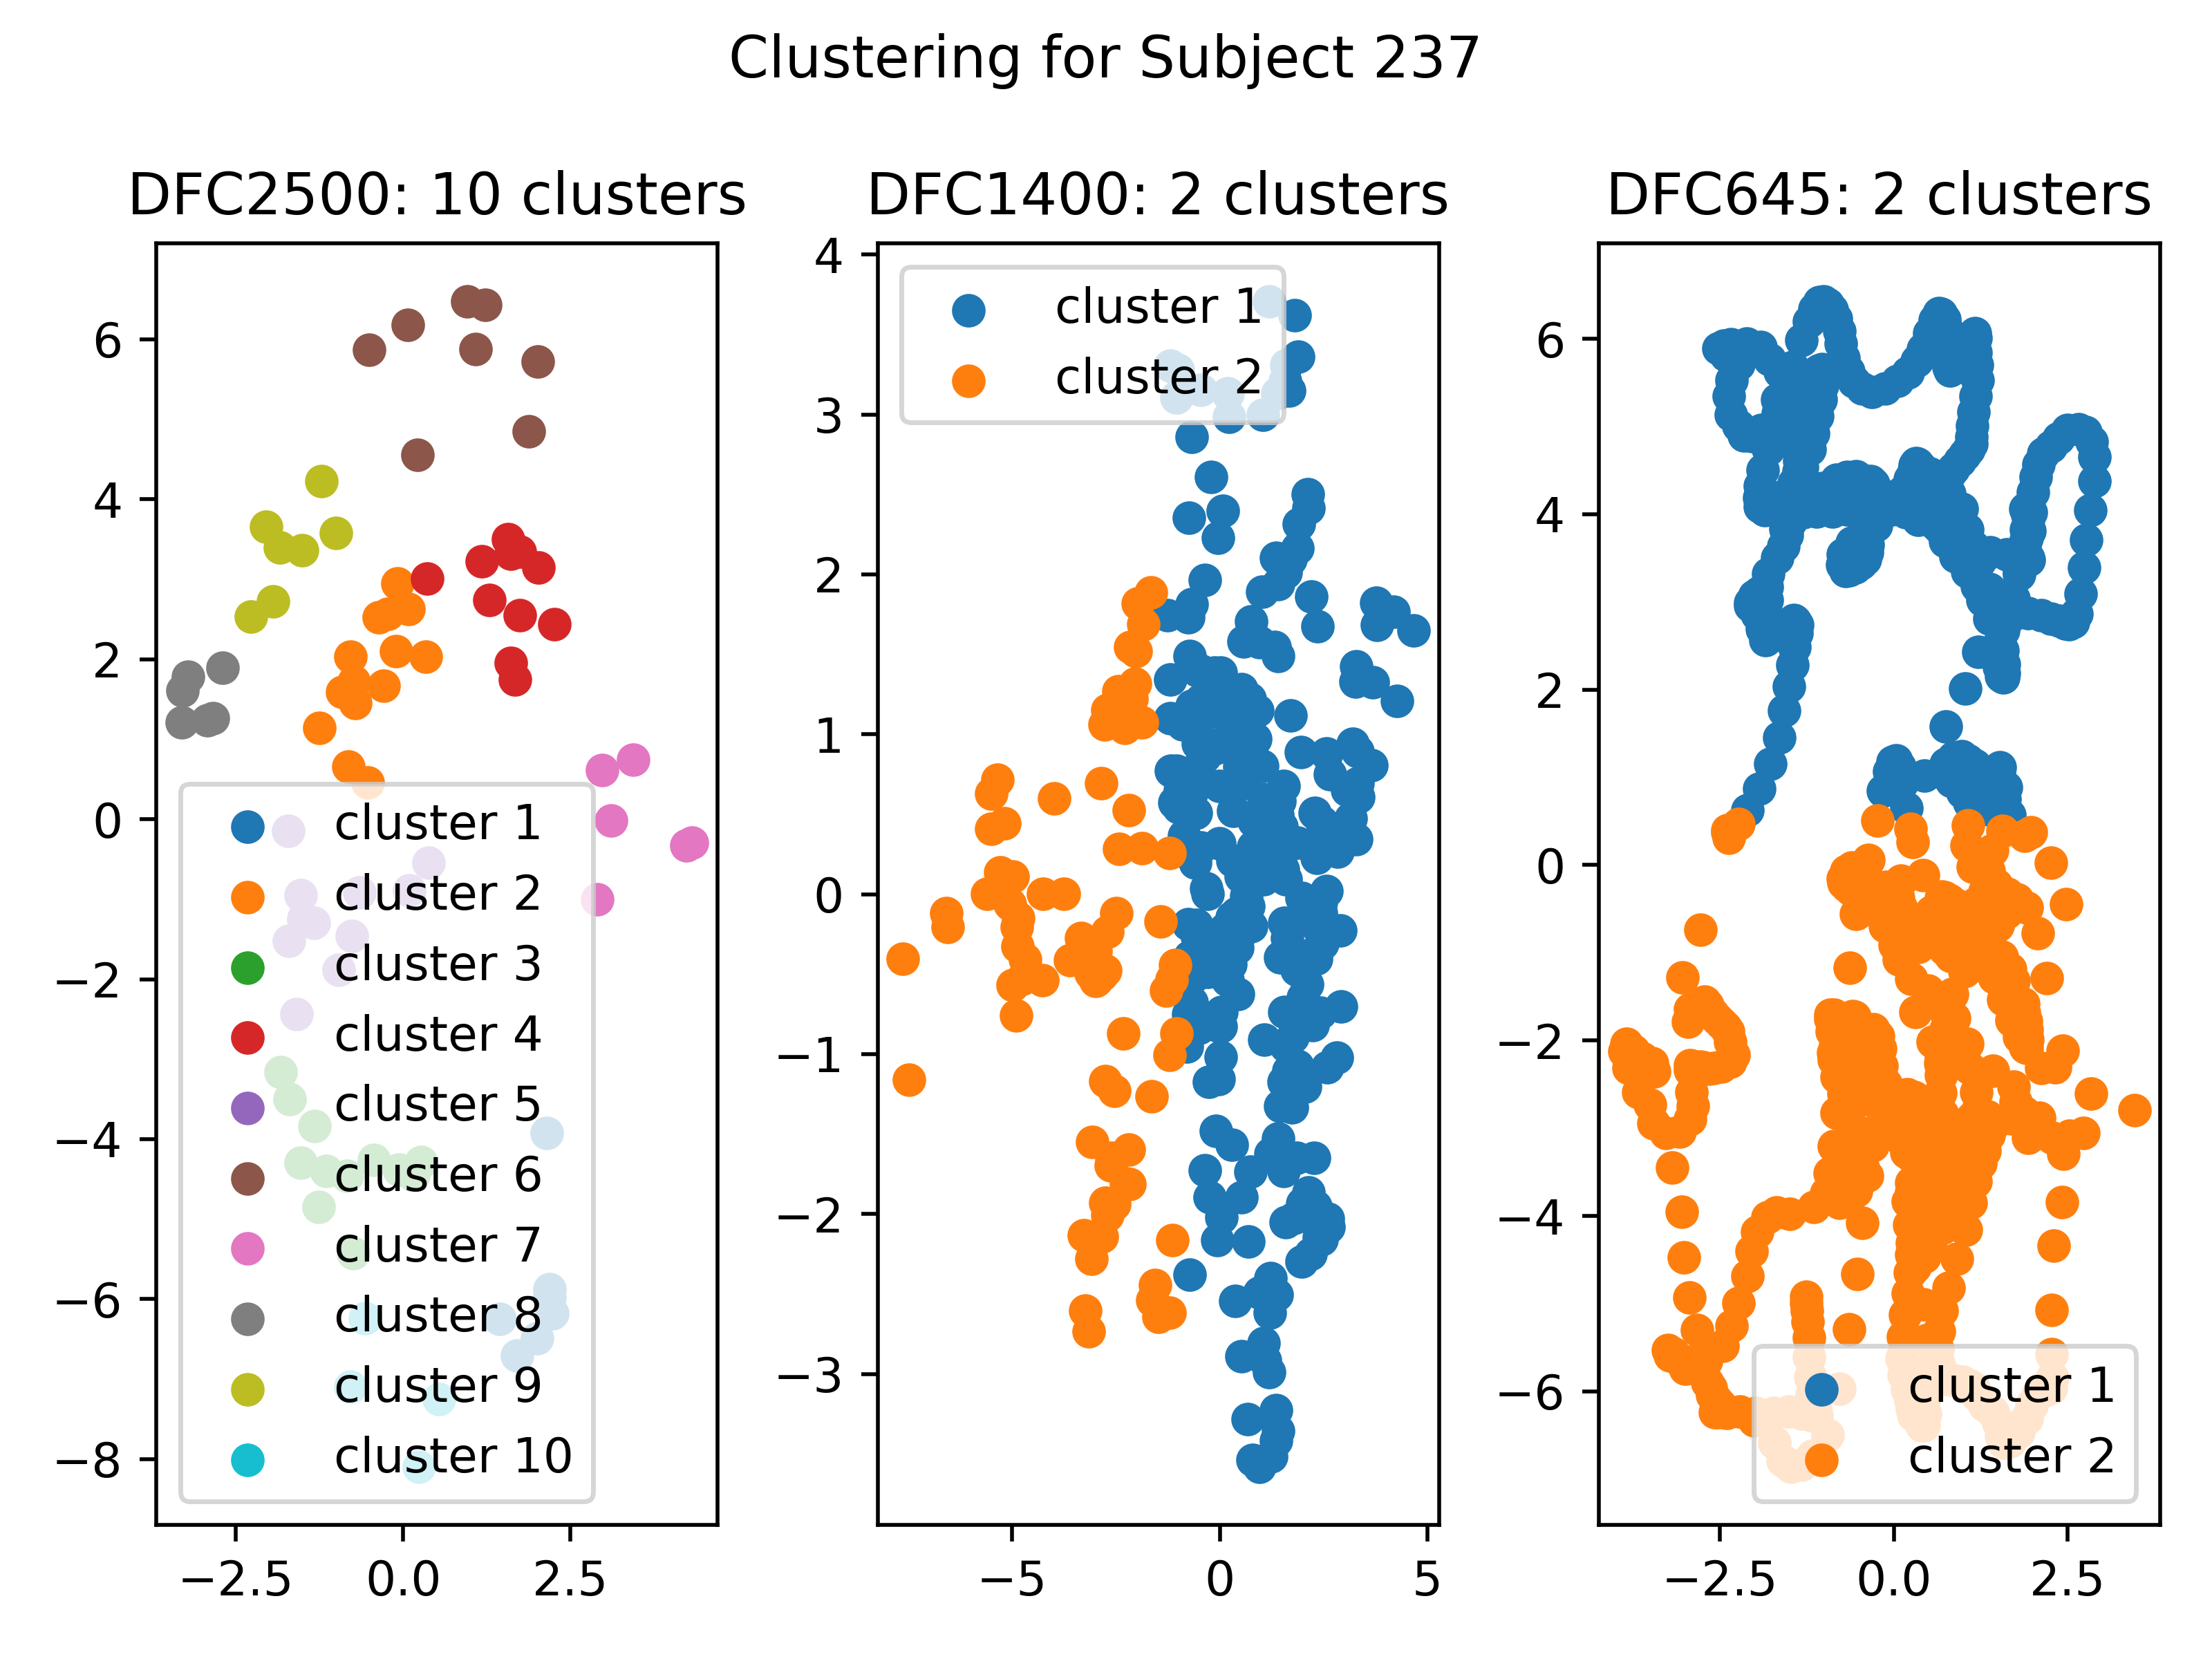 Clustering for Subject 237
DFC2500: 10 clusters
6
4
2
0
−2
−4
−6
−8
−2.5
0.0
2.5
cluster 1
cluster 2
cluster 3
cluster 4
cluster 5
cluster 6
cluster 7
cluster 8
cluster 9
cluster 10
DFC1400: 2 clusters
4
3
2
1
0
−1
−2
−3
−5
0
5
cluster 1
cluster 2
DFC645: 2 clusters
6
4
2
0
−2
−4
−6
−2.5
0.0
2.5
cluster 1
cluster 2